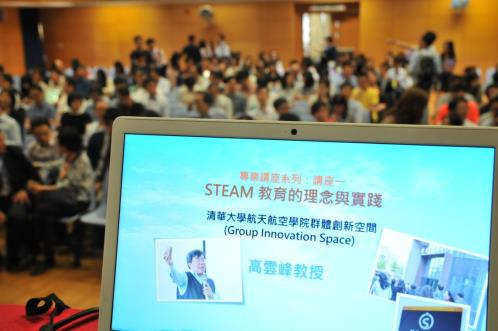 專業講座系列：講座一
STEAM 教育的理念與實踐
清華大學航天航空學院群體創新空間
(Group Innovation Space)
高雲峰教授